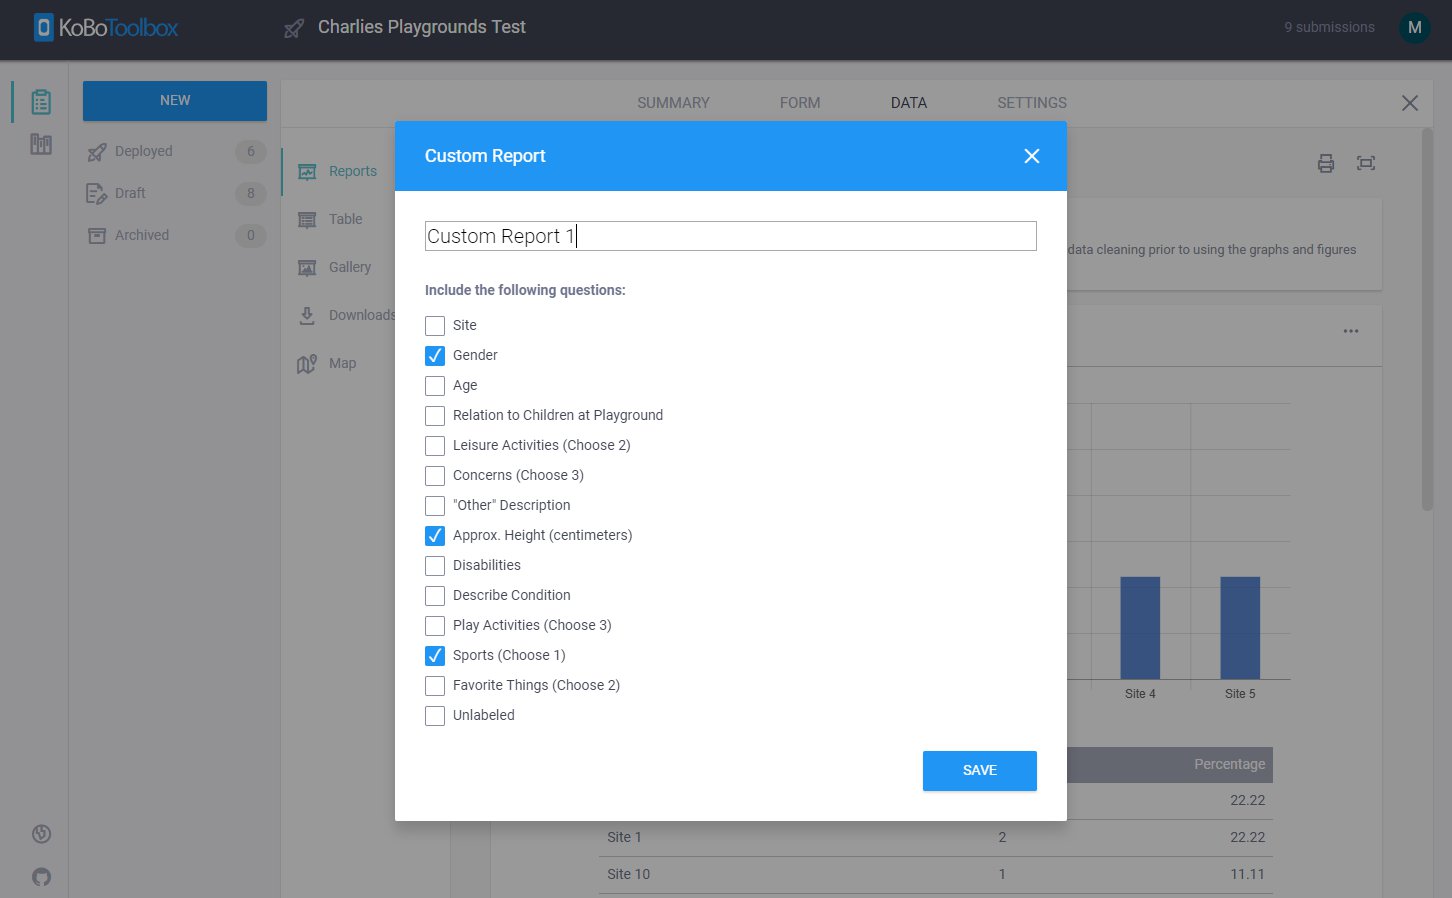 KoBoToolbox
Charlies Playgrounds Test
9 submissions
M
NEW
Deployed 6
Draft 8
Archived 0
SUMMARY FORM DATA SETTINGS
Reports
Table
Gallery
Downloads
Map
Custom Report
Custom Report 1
Include the following questions:
Site
Gender
Age
Relation to Children at Playground
Leisure Activities (Choose 2)
Concerns (Choose 3)
"Other" Description
Approx. Height (centimeters)
Disabilities
Describe Condition
Play Activities (Choose 3)
Sports (Choose 1)
Favorite Things (Choose 2)
Unlabeled
SAVE
data cleaning prior to using the graphs and figures
Site 4 Site 5
Percentage
22.22
Site 1 2 22.22
Site 10 1 11.11